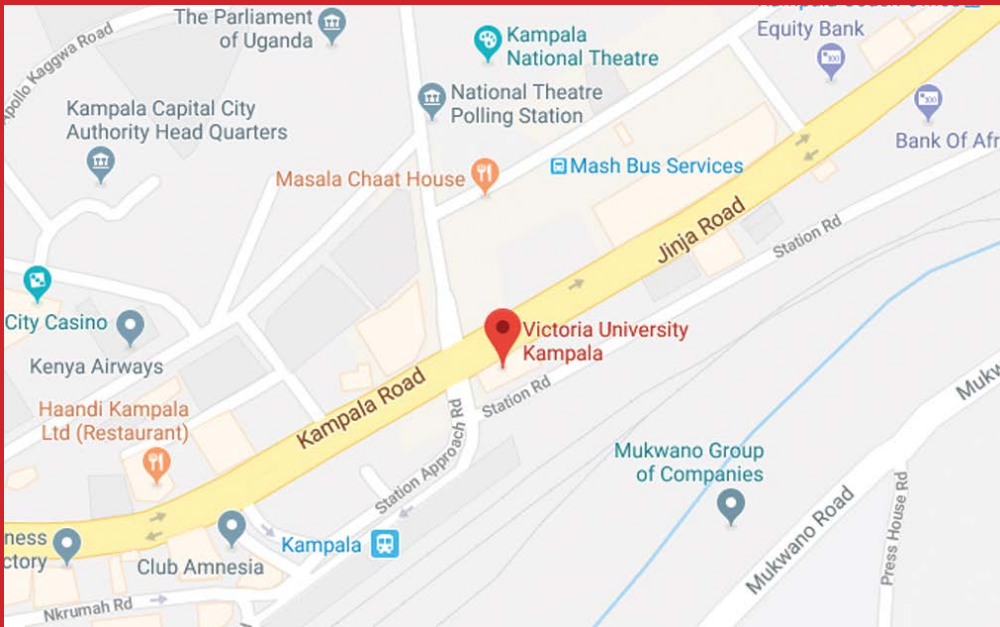 The Parliament
of Uganda
Kampala
National Theatre
Equity Bank
Apollo Kaggwa Road
National Theatre
Polling Station
Kampala Capital City
Authority Head Quarters
Bank Of Afr
Masala Chaat House
Mash Bus Services
Jinja Road
Station Rd
City Casino
Kenya Airways
Victoria University
Kampala
Kampala Road
Station Rd
Haandi Kampala
Ltd (Restaurant)
Station Approach Rd
Mukw
Mukwano Group
of Companies
Mukwano Road
Press House Rd
ness
ctory
Club Amnesia
Kampala
Nkrumah Rd